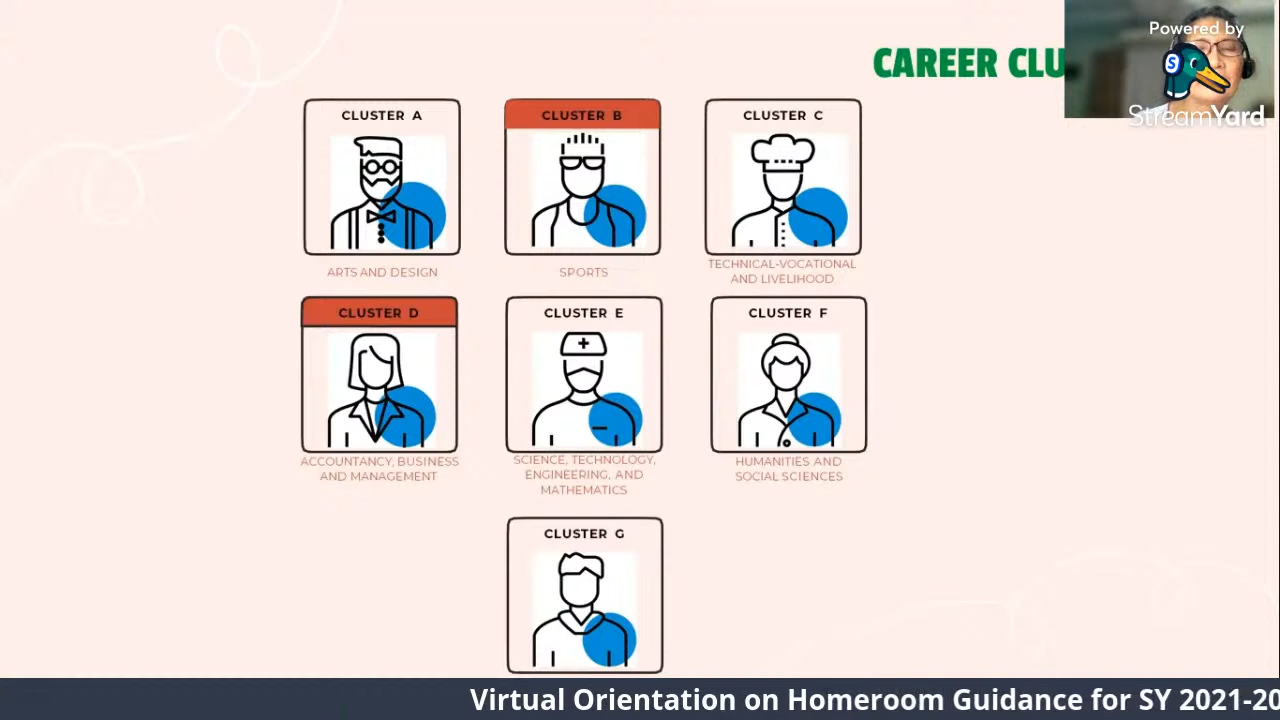 Powered by
StreamYard
CAREER CLU
CLUSTER A
CLUSTER B
CLUSTER C
ARTS AND DESIGN
SPORTS
TECHNICAL-VOCATIONAL
AND LIVELIHOOD
CLUSTER D
CLUSTER E
CLUSTER F
ACCOUNTANCY, BUSINESS
AND MANAGEMENT
SCIENCE, TECHNOLOGY,
ENGINEERING, AND
MATHEMATICS
HUMANITIES AND
SOCIAL SCIENCES
CLUSTER G
Virtual Orientation on Homeroom Guidance for SY 2021-20